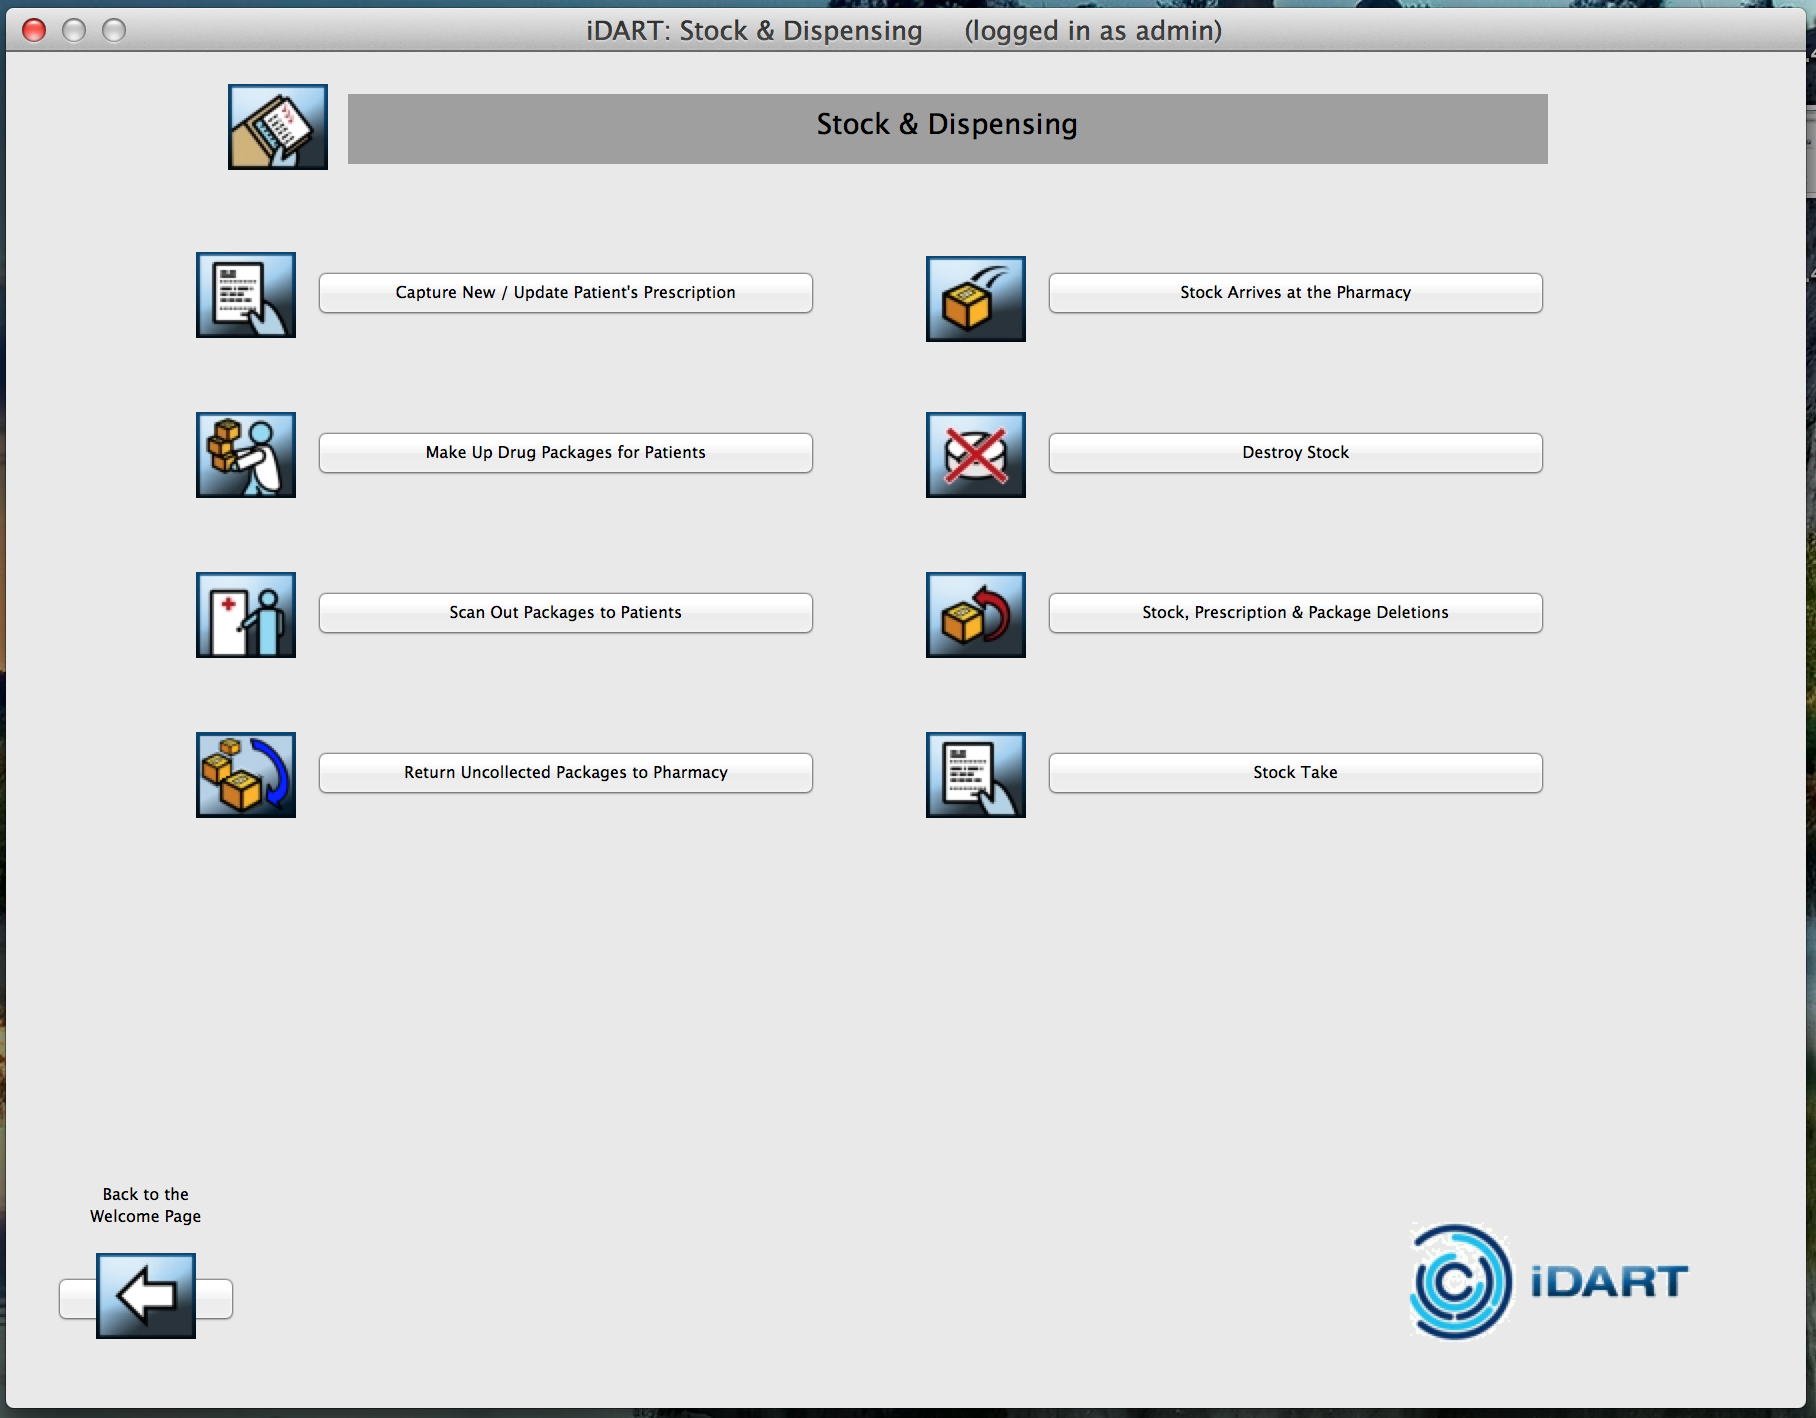 iDART: Stock & Dispensing (logged in as admin)
Stock & Dispensing
Capture New / Update Patient's Prescription
Stock Arrives at the Pharmacy
Make Up Drug Packages for Patients
Destroy Stock
Scan Out Packages to Patients
Stock, Prescription & Package Deletions
Return Uncollected Packages to Pharmacy
Stock Take
Back to the
Welcome Page
iDART